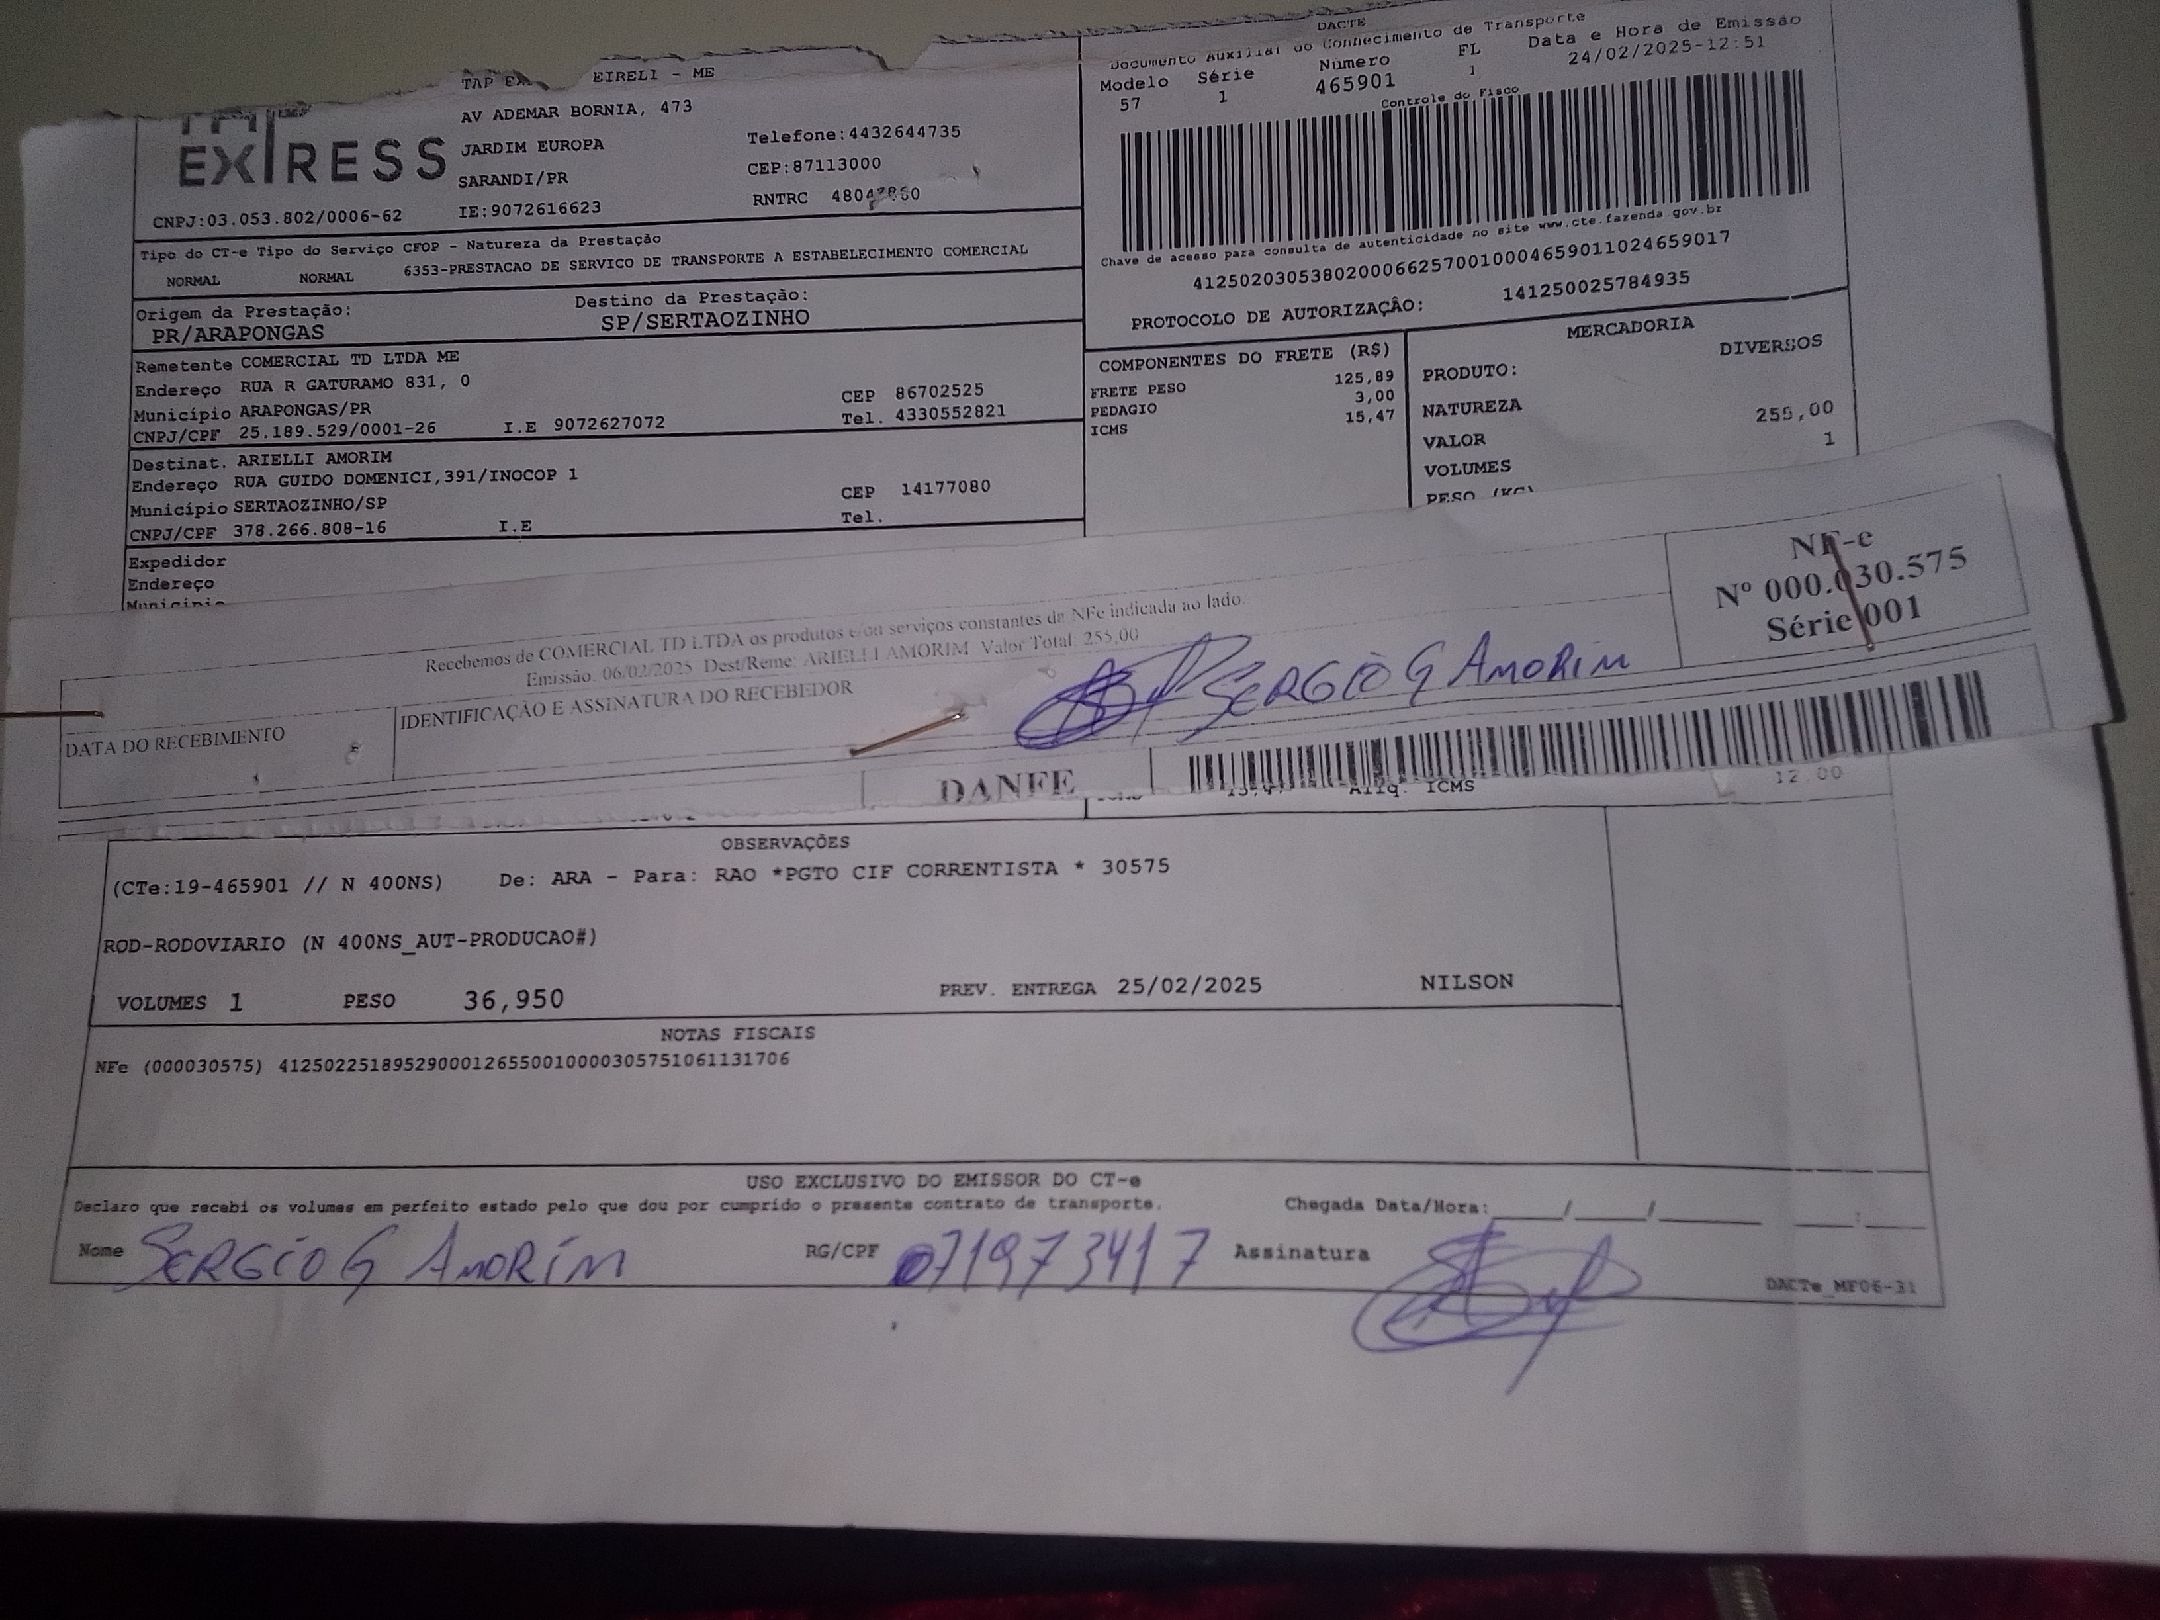 EIRELI - ME
AV ADEMAR BORNIA, 473
JARDIM EUROPA
SARANDI/PR
IE:9072616623
Telefone:4432644735
CEP:87113000
RNTRC
EXPRESS
CNPJ:03.053.802/0006-62
DACTE
Documento Auxiliar do Conhecimento de Transporte
Modelo Série Número FL Data e Hora de Emissão
57 1 465901 1 24/02/2025-12:51
Controle do Fisco
Chave de acesso para consulta de autenticidade no site www.cte.fazenda.gov.br
41250203053802000662570010004659011024659017
PROTOCOLO DE AUTORIZAÇÂO: 141250025784935
Tipo do CT-e Tipo do Serviço CFOP - Natureza da Prestação
NORMAL NORMAL 6353-PRESTACAO DE SERVICO DE TRANSPORTE A ESTABELECIMENTO COMERCIAL
Origem da Prestação: Destino da Prestação:
PR/ARAPONGAS SP/SERTAOZINHO
Remetente COMERCIAL TD LTDA ME
Endereço RUA R GATURAMO 831, 0 CEP 86702525
Município ARAPONGAS/PR Tel. 4330552821
CNPJ/CPF 25.189.529/0001-26 I.E 9072627072
Destinat. ARIELLI AMORIM
Endereço RUA GUIDO DOMENICI,391/INOCOP 1 CEP 14177080
Município SERTAOZINHO/SP Tel.
CNPJ/CPF 378.266.808-16 I.E
Expedidor
Endereço
Município
COMPONENTES DO FRETE (R$)
FRETE PESO 125,89
PEDAGIO 3,00
ICMS 15,47
MERCADORIA
PRODUTO: DIVERSOS
NATUREZA
VALOR 255,00
VOLUMES 1
PESO (KG)
Recebemos de COMERCIAL TD LTDA os produtos e/ou serviços constantes da NFe indicada ao lado.
Emissão: 06/02/2025 Dest/Reme: ARIELLI AMORIM Valor Total: 255,00
DATA DO RECEBIMENTO
IDENTIFICAÇÃO E ASSINATURA DO RECEBEDOR
SERGIO G AMORIM
NF-e
Nº 000.030.575
Série 001
DANFE
Aliq. ICMS 12.00
OBSERVAÇÕES
(CTe:19-465901 // N 400NS) De: ARA - Para: RAO *PGTO CIF CORRENTISTA * 30575
ROD-RODOVIARIO (N 400NS_AUT-PRODUCAO#)
VOLUMES 1 PESO 36,950 PREV. ENTREGA 25/02/2025 NILSON
NOTAS FISCAIS
NFe (000030575) 41250225189529000126550010000305751061131706
USO EXCLUSIVO DO EMISSOR DO CT-e
Declaro que recebi os volumes em perfeito estado pelo que dou por cumprido o presente contrato de transporte. Chegada Data/Hora:____/____/______ ____:____
Nome SERGIO G AMORIM RG/CPF 071973417 Assinatura
DACTe_MF06-31